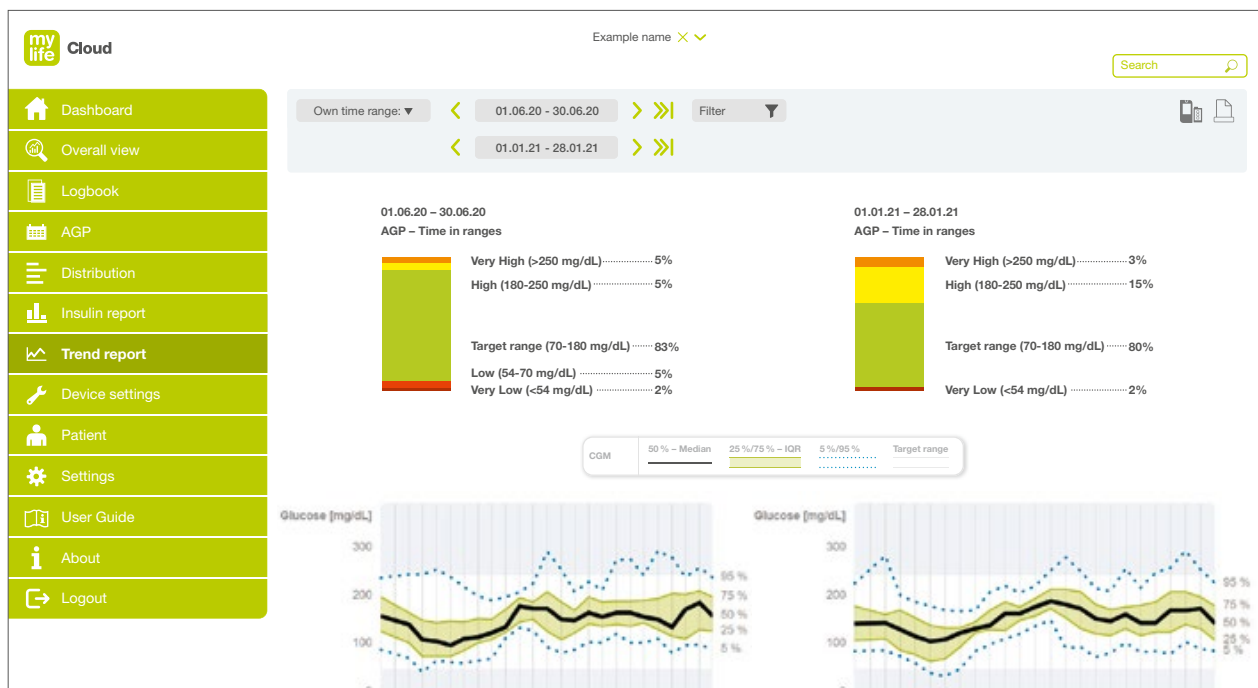 my
life
Cloud
Example name
Search
Dashboard
Overall view
Logbook
AGP
Distribution
Insulin report
Trend report
Device settings
Patient
Settings
User Guide
About
Logout
Own time range:
01.06.20 - 30.06.20
Filter
01.01.21 - 28.01.21
01.06.20 – 30.06.20
AGP – Time in ranges
Very High (>250 mg/dL) 5%
High (180-250 mg/dL) 5%
Target range (70-180 mg/dL) 83%
Low (54-70 mg/dL) 5%
Very Low (<54 mg/dL) 2%
01.01.21 – 28.01.21
AGP – Time in ranges
Very High (>250 mg/dL) 3%
High (180-250 mg/dL) 15%
Target range (70-180 mg/dL) 80%
Very Low (<54 mg/dL) 2%
CGM
50 % – Median
25 %/75 % – IQR
5 %/95 %
Target range
Glucose [mg/dL]
300
200
100
95 %
75 %
50 %
25 %
5 %
Glucose [mg/dL]
300
200
100
95 %
75 %
50 %
25 %
5 %